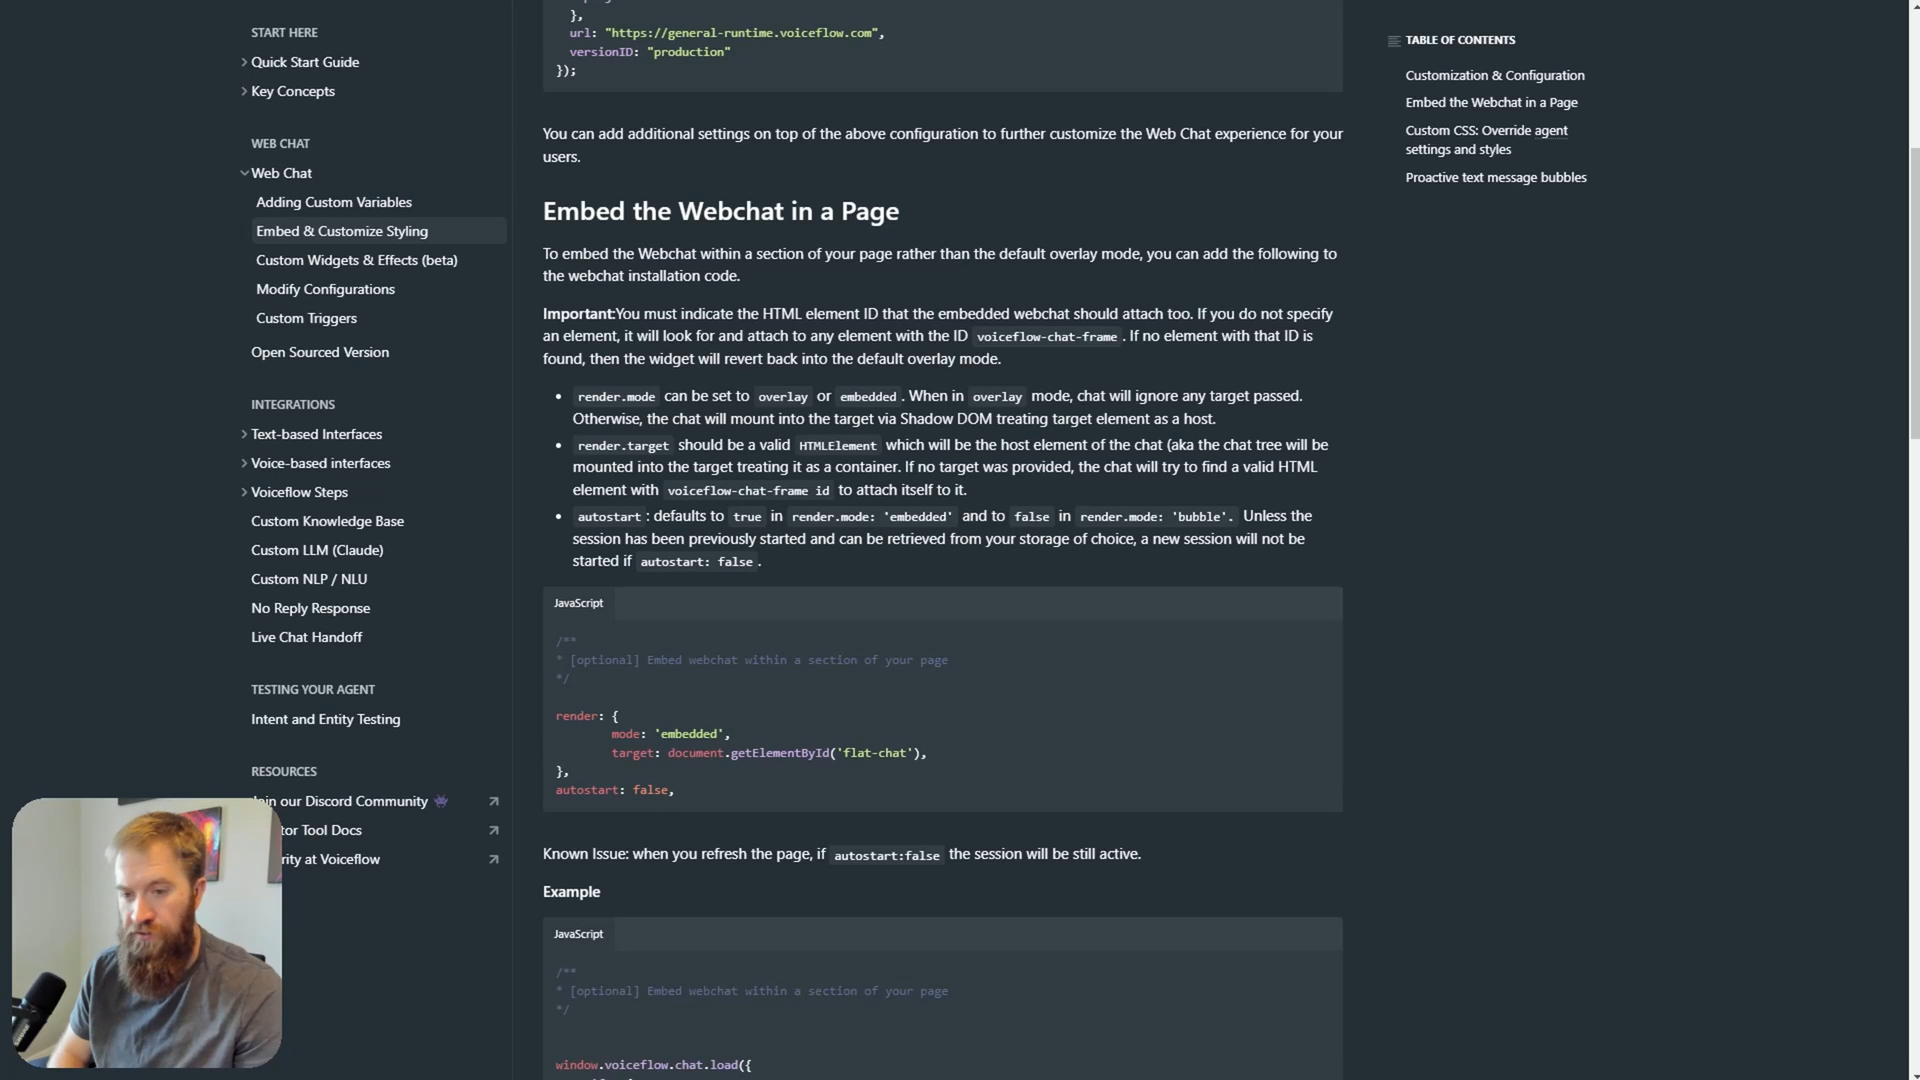 START HERE
Quick Start Guide
Key Concepts
WEB CHAT
Web Chat
Adding Custom Variables
Embed & Customize Styling
Custom Widgets & Effects (beta)
Modify Configurations
Custom Triggers
Open Sourced Version
INTEGRATIONS
Text-based Interfaces
Voice-based interfaces
Voiceflow Steps
Custom Knowledge Base
Custom LLM (Claude)
Custom NLP / NLU
No Reply Response
Live Chat Handoff
TESTING YOUR AGENT
Intent and Entity Testing
RESOURCES
oin our Discord Community
tor Tool Docs
rity at Voiceflow
},
url: "https://general-runtime.voiceflow.com",
versionID: "production"
});
You can add additional settings on top of the above configuration to further customize the Web Chat experience for your
users.
Embed the Webchat in a Page
To embed the Webchat within a section of your page rather than the default overlay mode, you can add the following to
the webchat installation code.
Important:You must indicate the HTML element ID that the embedded webchat should attach too. If you do not specify
an element, it will look for and attach to any element with the ID voiceflow-chat-frame. If no element with that ID is
found, then the widget will revert back into the default overlay mode.
• render.mode can be set to overlay or embedded. When in overlay mode, chat will ignore any target passed.
Otherwise, the chat will mount into the target via Shadow DOM treating target element as a host.
• render.target should be a valid HTMLElement which will be the host element of the chat (aka the chat tree will be
mounted into the target treating it as a container. If no target was provided, the chat will try to find a valid HTML
element with voiceflow-chat-frame id to attach itself to it.
• autostart: defaults to true in render.mode: 'embedded' and to false in render.mode: 'bubble'. Unless the
session has been previously started and can be retrieved from your storage of choice, a new session will not be
started if autostart: false.
JavaScript
/**
* [optional] Embed webchat within a section of your page
*/
render: {
mode: 'embedded',
target: document.getElementById('flat-chat'),
},
autostart: false,
Known Issue: when you refresh the page, if autostart:false the session will be still active.
Example
JavaScript
/**
* [optional] Embed webchat within a section of your page
*/
window.voiceflow.chat.load({
TABLE OF CONTENTS
Customization & Configuration
Embed the Webchat in a Page
Custom CSS: Override agent
settings and styles
Proactive text message bubbles